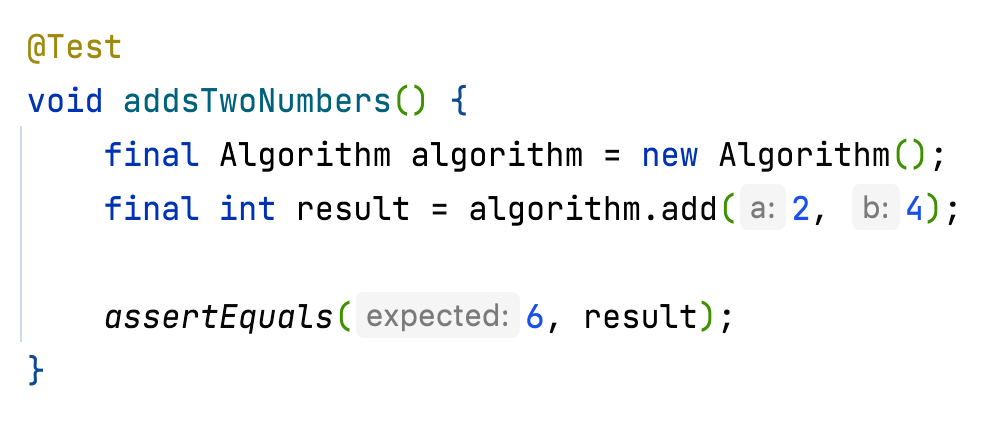 @Test
void addsTwoNumbers() {
    final Algorithm algorithm = new Algorithm();
    final int result = algorithm.add( a: 2,  b: 4);

    assertEquals( expected: 6, result);
}